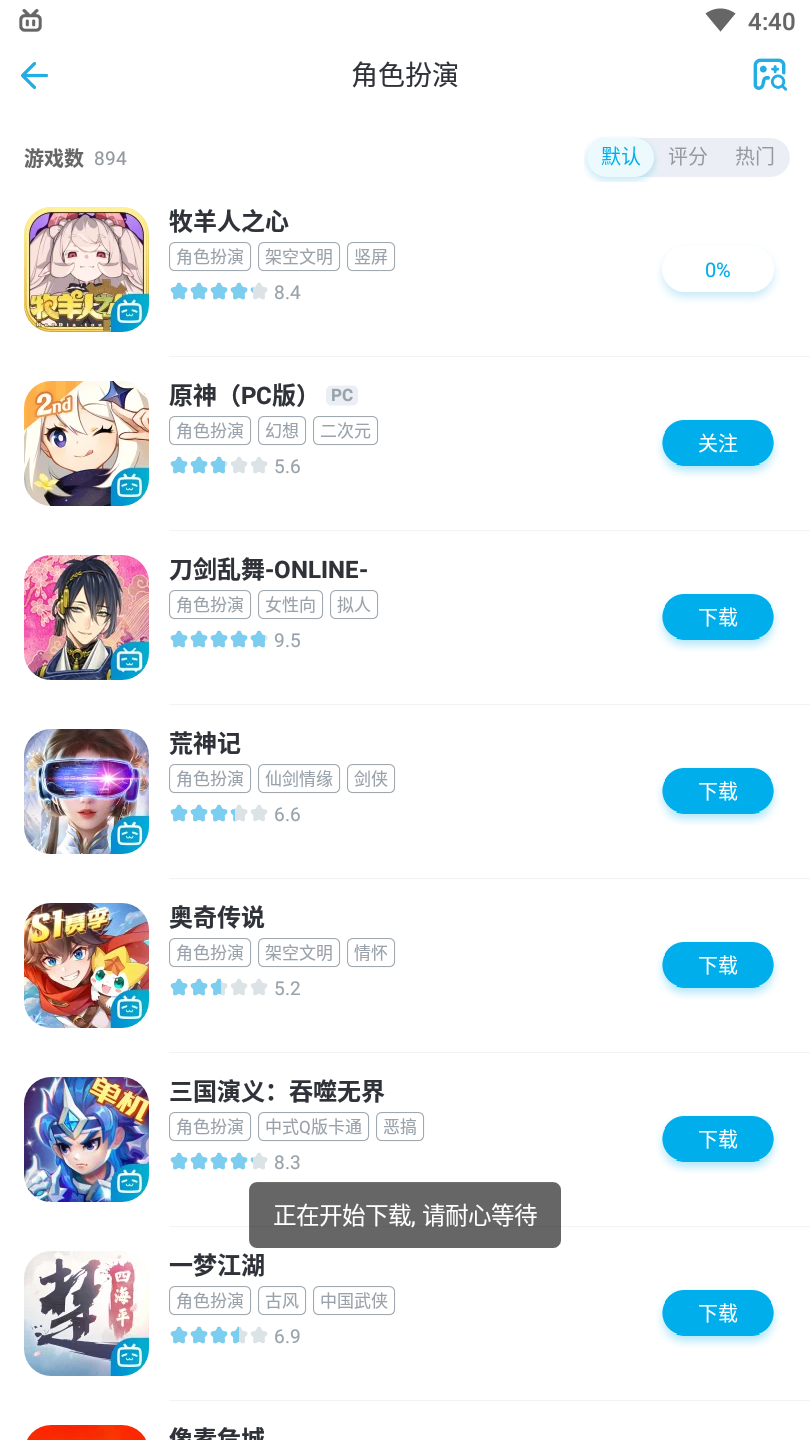 4:40
角色扮演
游戏数 894
默认 评分 热门
牧羊人之心
角色扮演 架空文明 竖屏
8.4
0%
原神（PC版） PC
2nd
角色扮演 幻想 二次元
5.6
关注
刀剑乱舞-ONLINE-
角色扮演 女性向 拟人
9.5
下载
荒神记
角色扮演 仙剑情缘 剑侠
6.6
下载
S1赛季
奥奇传说
角色扮演 架空文明 情怀
5.2
下载
单机
三国演义：吞噬无界
角色扮演 中式Q版卡通 恶搞
8.3
下载
正在开始下载, 请耐心等待
四海平
一梦江湖
角色扮演 古风 中国武侠
6.9
下载
像素危城